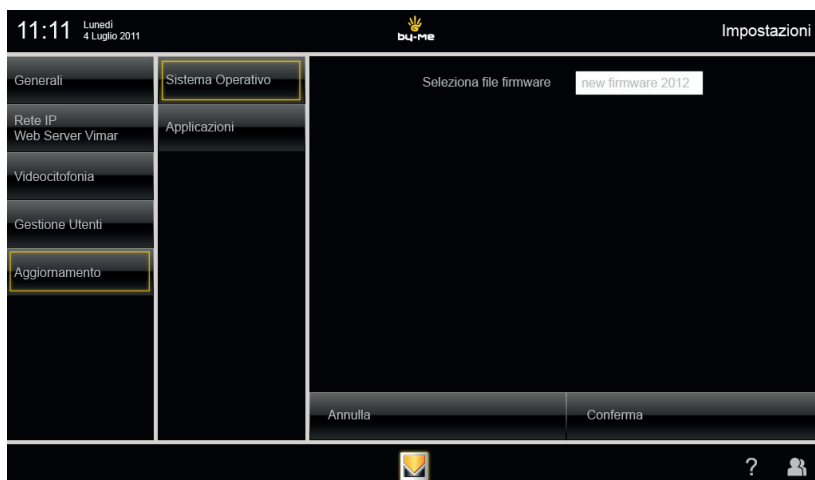 11:11
Lunedi
4 Luglio 2011
by-me
Impostazioni
Generali
Rete IP
Web Server Vimar
Videocitofonia
Gestione Utenti
Aggiornamento
Sistema Operativo
Applicazioni
Seleziona file firmware
new firmware 2012
Annulla
Conferma
?